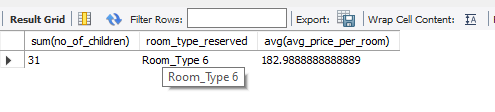 Result Grid Filter Rows: Export: Wrap Cell Content:
sum(no_of_children) room_type_reserved avg(avg_price_per_room)
31 Room_Type 6 182.9888888888889
Room_Type 6